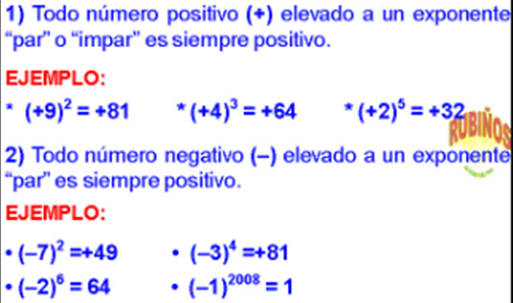 1) Todo número positivo (+) elevado a un exponente
"par" o "impar" es siempre positivo.
EJEMPLO:
* (+9)² = +81 * (+4)³ = +64 * (+2)⁵ = +32
RUBIÑOS
2) Todo número negativo (–) elevado a un exponente
"par" es siempre positivo.
EJEMPLO:
• (–7)² =+49 • (–3)⁴ =+81
• (–2)⁶ = 64 • (–1)²⁰⁰⁸ = 1